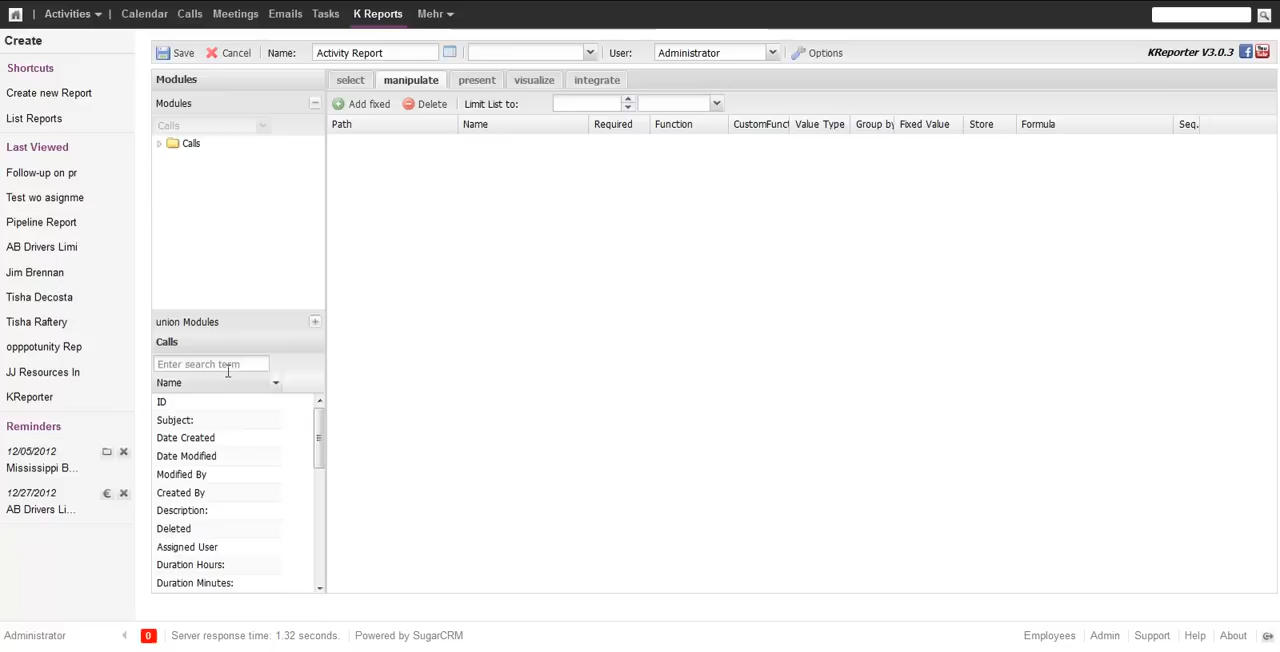 | Activities | Calendar Calls Meetings Emails Tasks K Reports Mehr
Create
Shortcuts
Create new Report
List Reports
Last Viewed
Follow-up on pr
Test wo asignme
Pipeline Report
AB Drivers Limi
Jim Brennan
Tisha Decosta
Tisha Raftery
opppotunity Rep
JJ Resources In
KReporter
Reminders
12/05/2012
Mississippi B...
12/27/2012
AB Drivers Li...
Save Cancel | Name: Activity Report User: Administrator Options
KReporter V3.0.3
Modules
Modules
Calls
Calls
union Modules
Calls
Enter search term
Name
ID
Subject:
Date Created
Date Modified
Modified By
Created By
Description:
Deleted
Assigned User
Duration Hours:
Duration Minutes:
select manipulate present visualize integrate
Add fixed Delete Limit List to:
Path Name Required Function CustomFunct Value Type Group by Fixed Value Store Formula Seq.
Administrator 0 Server response time: 1.32 seconds. Powered by SugarCRM
Employees Admin Support Help About